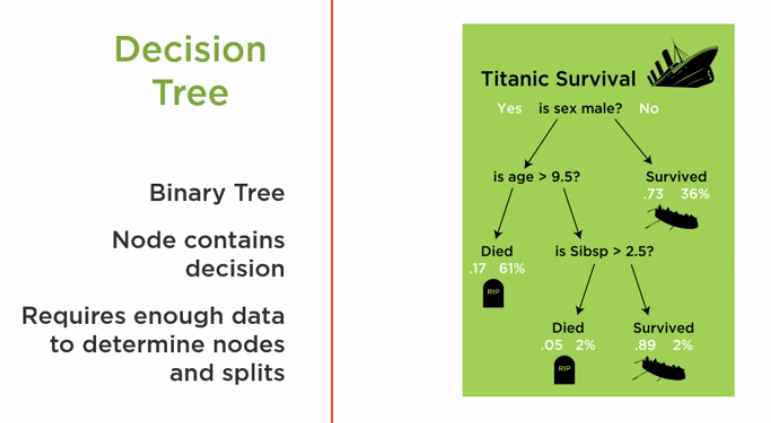 Decision
Tree
Binary Tree
Node contains
decision
Requires enough data
to determine nodes
and splits
Titanic Survival
Yes is sex male? No
is age > 9.5?
Survived
.73 36%
Died
.17 61%
RIP
is Sibsp > 2.5?
Died
.05 2%
RIP
Survived
.89 2%